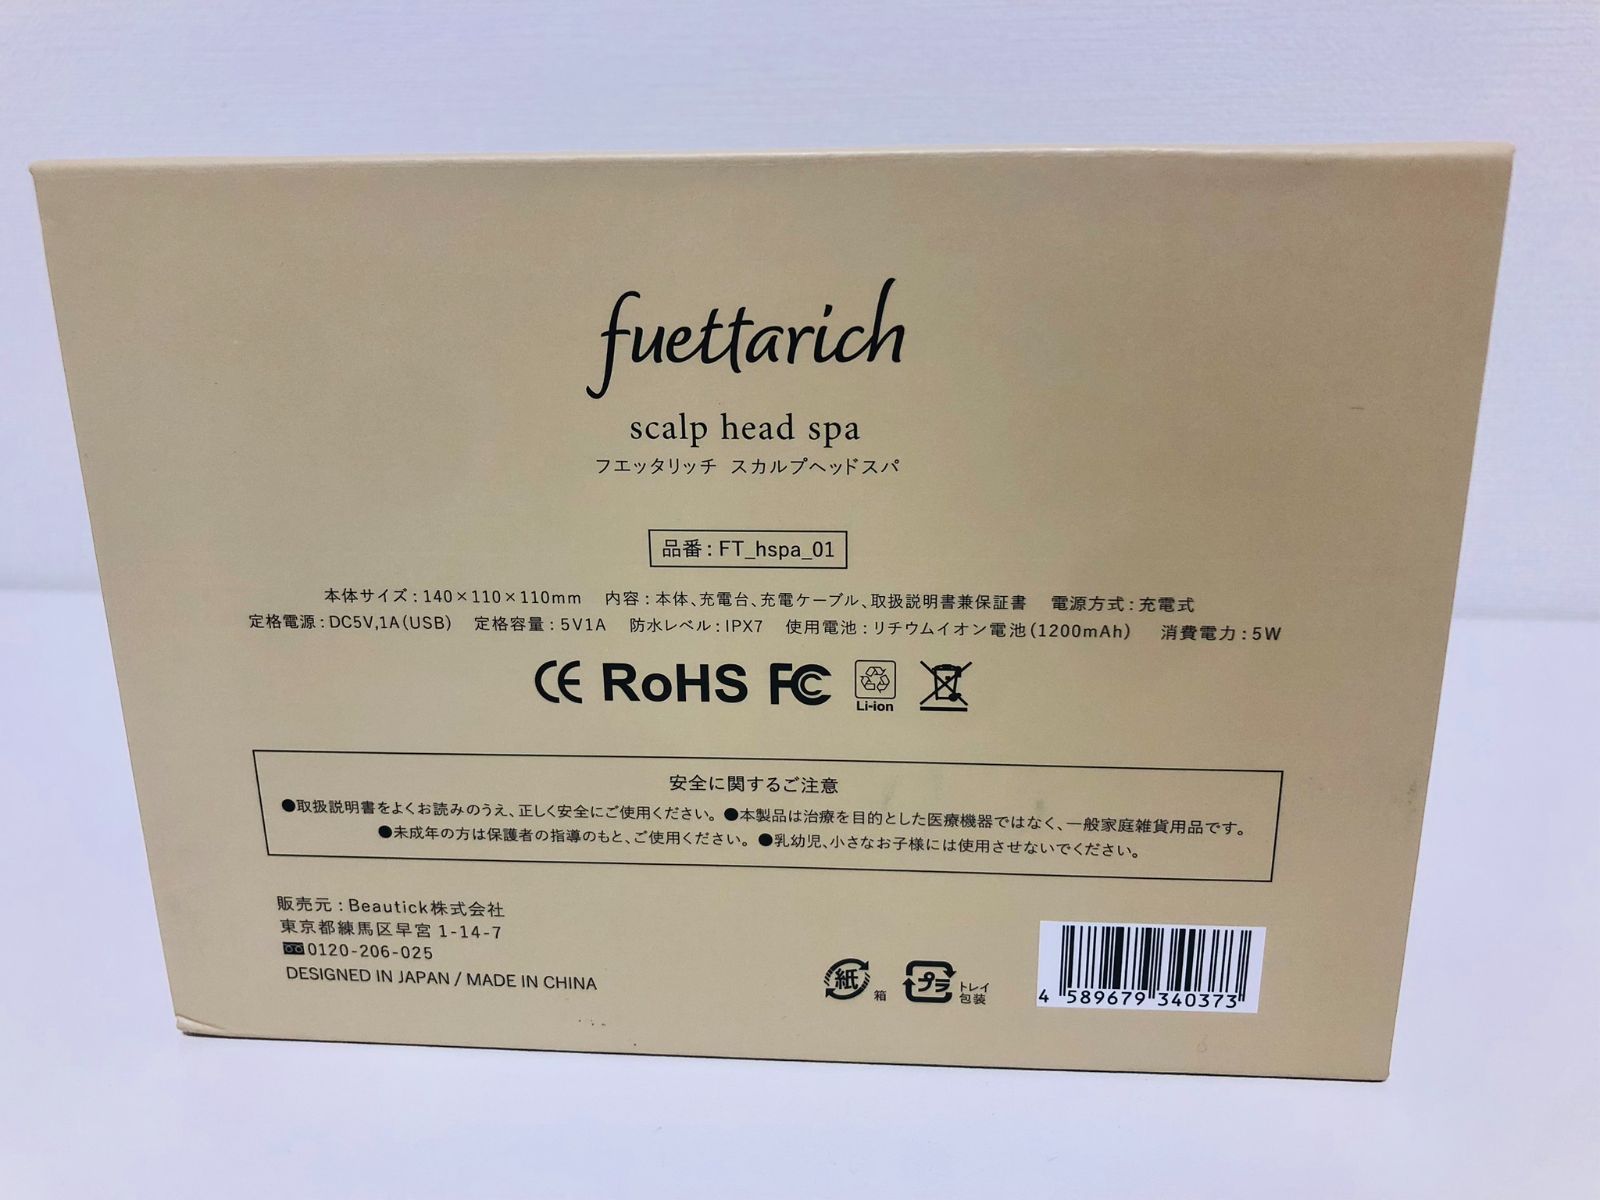 fuettarich
scalp head spa
フエッタリッチ スカルプヘッドスパ
品番：FT_hspa_01
本体サイズ：140×110×110mm 内容：本体、充電台、充電ケーブル、取扱説明書兼保証書 電源方式：充電式
定格電源：DC5V,1A(USB) 定格容量：5V1A 防水レベル：IPX7 使用電池：リチウムイオン電池(1200mAh) 消費電力：5W
CE RoHS FC Li-ion
安全に関するご注意
●取扱説明書をよくお読みのうえ、正しく安全にご使用ください。 ●本製品は治療を目的とした医療機器ではなく、一般家庭雑貨用品です。
●未成年の方は保護者の指導のもと、ご使用ください。 ●乳幼児、小さなお子様には使用させないでください。
販売元：Beautick株式会社
東京都練馬区早宮1-14-7
0120-206-025
DESIGNED IN JAPAN / MADE IN CHINA
紙 箱 プラ トレイ 包装
4 589679 340373